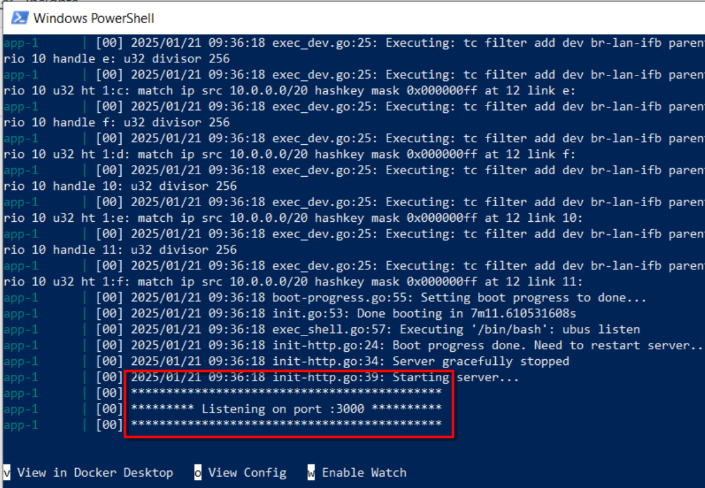 Windows PowerShell
app-1 | [00] 2025/01/21 09:36:18 exec_dev.go:25: Executing: tc filter add dev br-lan-ifb paren
rio 10 handle e: u32 divisor 256
app-1 | [00] 2025/01/21 09:36:18 exec_dev.go:25: Executing: tc filter add dev br-lan-ifb paren
rio 10 u32 ht 1:c: match ip src 10.0.0.0/20 hashkey mask 0x000000ff at 12 link e:
app-1 | [00] 2025/01/21 09:36:18 exec_dev.go:25: Executing: tc filter add dev br-lan-ifb paren
rio 10 handle f: u32 divisor 256
app-1 | [00] 2025/01/21 09:36:18 exec_dev.go:25: Executing: tc filter add dev br-lan-ifb paren
rio 10 u32 ht 1:d: match ip src 10.0.0.0/20 hashkey mask 0x000000ff at 12 link f:
app-1 | [00] 2025/01/21 09:36:18 exec_dev.go:25: Executing: tc filter add dev br-lan-ifb paren
rio 10 handle 10: u32 divisor 256
app-1 | [00] 2025/01/21 09:36:18 exec_dev.go:25: Executing: tc filter add dev br-lan-ifb paren
rio 10 u32 ht 1:e: match ip src 10.0.0.0/20 hashkey mask 0x000000ff at 12 link 10:
app-1 | [00] 2025/01/21 09:36:18 exec_dev.go:25: Executing: tc filter add dev br-lan-ifb paren
rio 10 handle 11: u32 divisor 256
app-1 | [00] 2025/01/21 09:36:18 exec_dev.go:25: Executing: tc filter add dev br-lan-ifb paren
rio 10 u32 ht 1:f: match ip src 10.0.0.0/20 hashkey mask 0x000000ff at 12 link 11:
app-1 | [00] 2025/01/21 09:36:18 boot-progress.go:55: Setting boot progress to done...
app-1 | [00] 2025/01/21 09:36:18 init.go:53: Done booting in 7m11.610531608s
app-1 | [00] 2025/01/21 09:36:18 exec_shell.go:57: Executing '/bin/bash': ubus listen
app-1 | [00] 2025/01/21 09:36:18 init-http.go:24: Boot progress done. Need to restart server..
app-1 | [00] 2025/01/21 09:36:18 init-http.go:34: Server gracefully stopped
app-1 | [00] 2025/01/21 09:36:18 init-http.go:39: Starting server...
app-1 | [00] ******************************************
app-1 | [00] ********* Listening on port :3000 **********
app-1 | [00] ******************************************
v View in Docker Desktop o View Config w Enable Watch